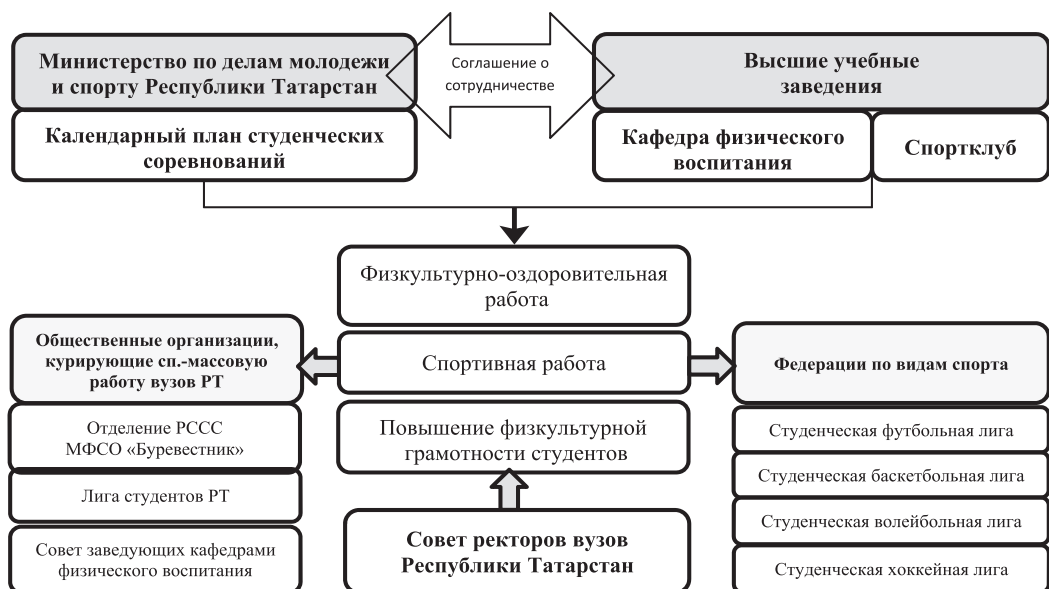 Министерство по делам молодежи
и спорту Республики Татарстан
Соглашение о
сотрудничестве
Высшие учебные
заведения
Календарный план студенческих
соревнований
Кафедра физического
воспитания
Спортклуб
Физкультурно-оздоровительная
работа
Общественные организации,
курирующие сп.-массовую
работу вузов РТ
Спортивная работа
Федерации по видам спорта
Отделение РССС
МФСО «Буревестник»
Лига студентов РТ
Совет заведующих кафедрами
физического воспитания
Повышение физкультурной
грамотности студентов
Совет ректоров вузов
Республики Татарстан
Студенческая футбольная лига
Студенческая баскетбольная лига
Студенческая волейбольная лига
Студенческая хоккейная лига